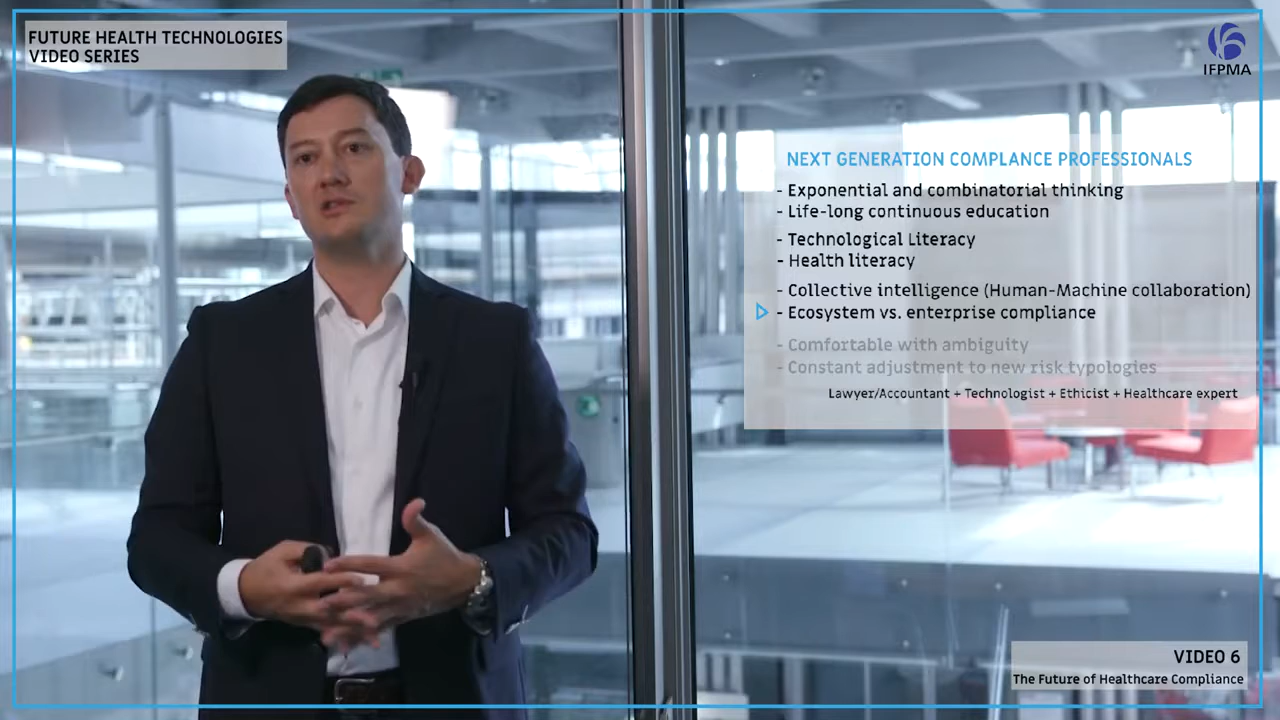 FUTURE HEALTH TECHNOLOGIES
VIDEO SERIES
IFPMA
NEXT GENERATION COMPLANCE PROFESSIONALS
- Exponential and combinatorial thinking
- Life-long continuous education
- Technological Literacy
- Health literacy
- Collective intelligence (Human-Machine collaboration)
- Ecosystem vs. enterprise compliance
- Comfortable with ambiguity
- Constant adjustment to new risk typologies
Lawyer/Accountant + Technologist + Ethicist + Healthcare expert
VIDEO 6
The Future of Healthcare Compliance